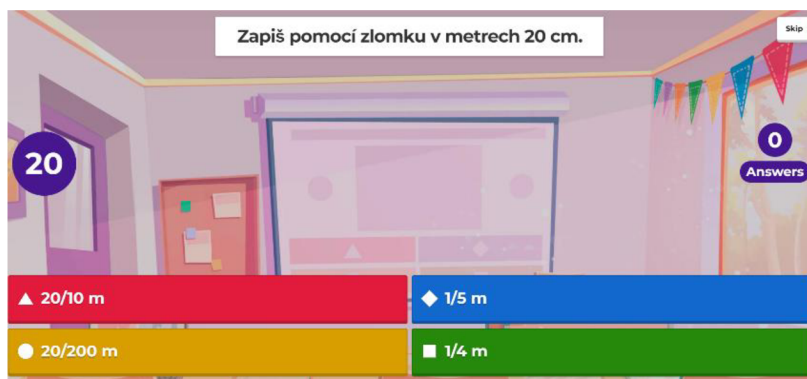 Zapiš pomocí zlomku v metrech 20 cm.
Skip
20
0
Answers
20/10 m
1/5 m
20/200 m
1/4 m